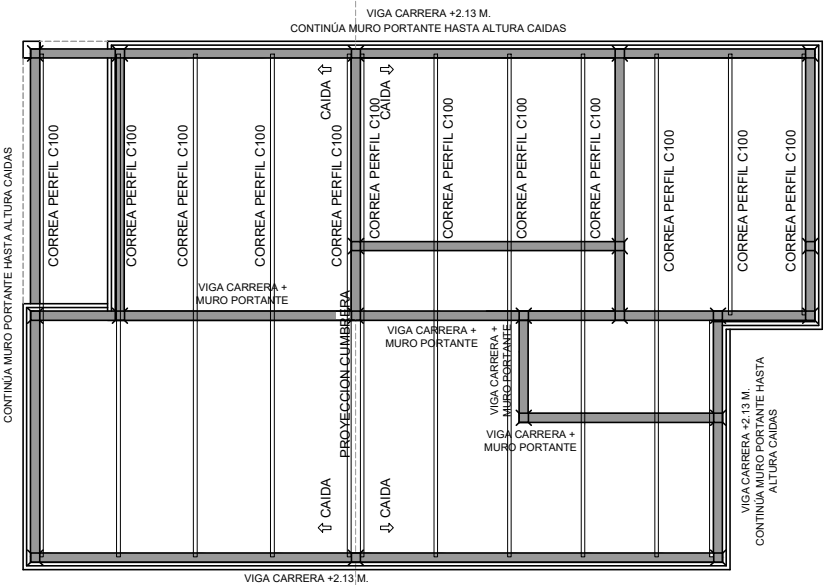 VIGA CARRERA +2.13 M.
CONTINÚA MURO PORTANTE HASTA ALTURA CAIDAS
CONTINÚA MURO PORTANTE HASTA ALTURA CAIDAS
CORREA PERFIL C100
CORREA PERFIL C100
CORREA PERFIL C100
CORREA PERFIL C100
CORREA PERFIL C100
CAIDA
CAIDA
CORREA PERFIL C100
CORREA PERFIL C100
CORREA PERFIL C100
CORREA PERFIL C100
CORREA PERFIL C100
CORREA PERFIL C100
CORREA PERFIL C100
VIGA CARRERA +
MURO PORTANTE
PROYECCION CUMBRERA
VIGA CARRERA +
MURO PORTANTE
VIGA CARRERA +
MURO PORTANTE
VIGA CARRERA +
MURO PORTANTE
VIGA CARRERA +2.13 M.
CONTINÚA MURO PORTANTE HASTA
ALTURA CAIDAS
CAIDA
CAIDA
VIGA CARRERA +2.13 M.